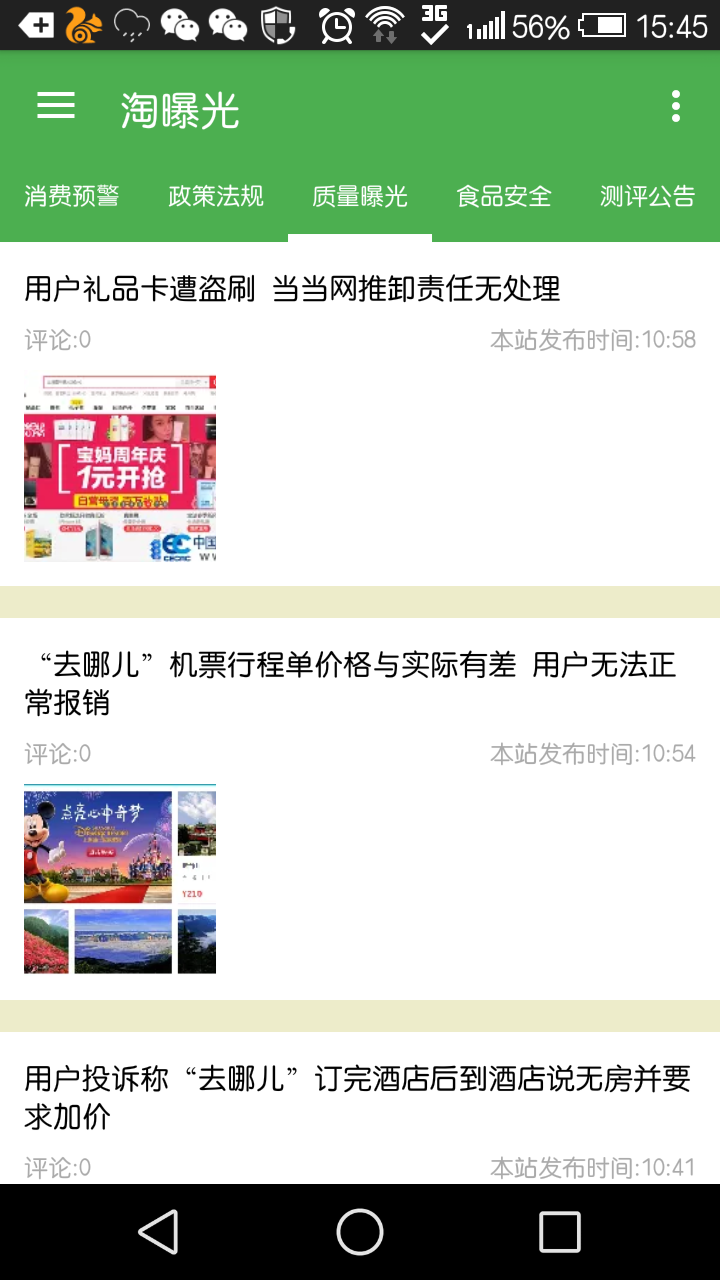 3G
1
56%
15:45
淘曝光
消费预警 政策法规 质量曝光 食品安全 测评公告
用户礼品卡遭盗刷 当当网推卸责任无处理
评论:0 本站发布时间:10:58
宝妈周年庆
1元开抢
中国
“去哪儿”机票行程单价格与实际有差 用户无法正
常报销
评论:0 本站发布时间:10:54
点亮心中奇梦
¥210
用户投诉称“去哪儿”订完酒店后到酒店说无房并要
求加价
评论:0 本站发布时间:10:41